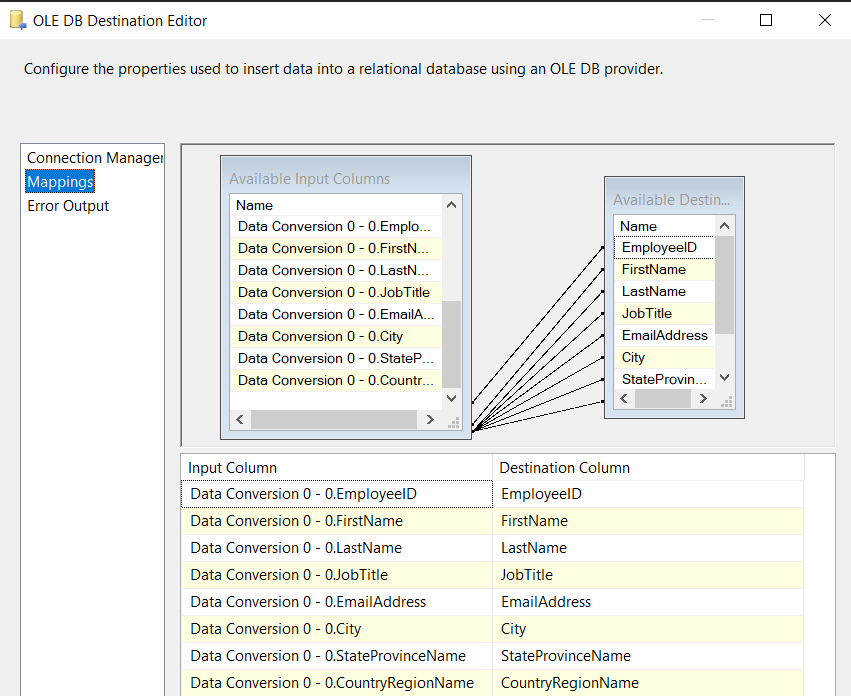 OLE DB Destination Editor
Configure the properties used to insert data into a relational database using an OLE DB provider.
Connection Manager
Mappings
Error Output
Available Input Columns
Name
Data Conversion 0 - 0.Emplo...
Data Conversion 0 - 0.FirstN...
Data Conversion 0 - 0.LastN...
Data Conversion 0 - 0.JobTitle
Data Conversion 0 - 0.EmailA...
Data Conversion 0 - 0.City
Data Conversion 0 - 0.StateP...
Data Conversion 0 - 0.Countr...
Available Destin...
Name
EmployeeID
FirstName
LastName
JobTitle
EmailAddress
City
StateProvin...
Input Column Destination Column
Data Conversion 0 - 0.EmployeeID EmployeeID
Data Conversion 0 - 0.FirstName FirstName
Data Conversion 0 - 0.LastName LastName
Data Conversion 0 - 0.JobTitle JobTitle
Data Conversion 0 - 0.EmailAddress EmailAddress
Data Conversion 0 - 0.City City
Data Conversion 0 - 0.StateProvinceName StateProvinceName
Data Conversion 0 - 0.CountryRegionName CountryRegionName